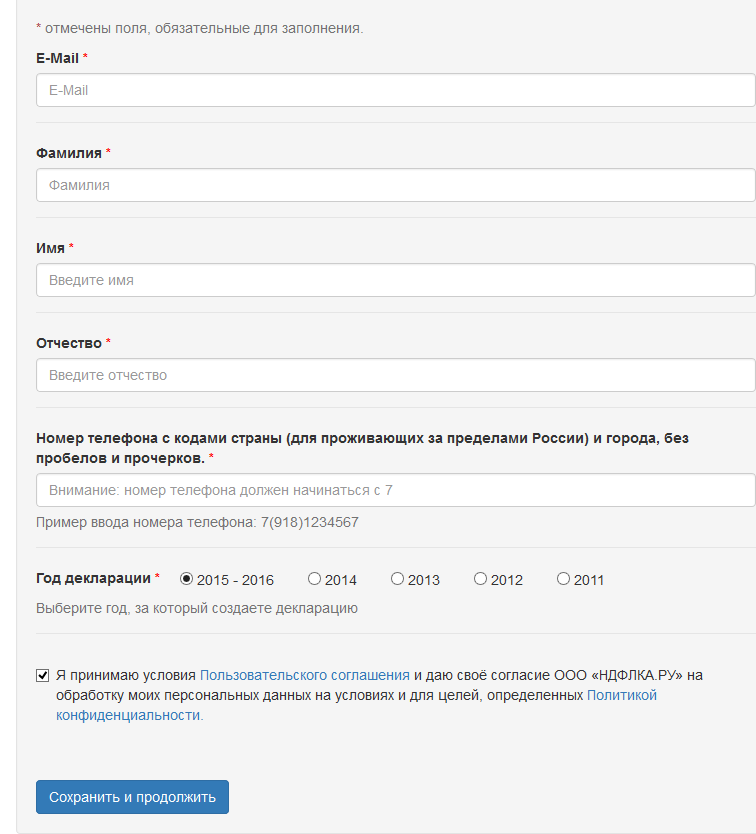 * отмечены поля, обязательные для заполнения.
E-Mail *
E-Mail
Фамилия *
Фамилия
Имя *
Введите имя
Отчество *
Введите отчество
Номер телефона с кодами страны (для проживающих за пределами России) и города, без
пробелов и прочерков. *
Внимание: номер телефона должен начинаться с 7
Пример ввода номера телефона: 7(918)1234567
Год декларации * 2015 - 2016 2014 2013 2012 2011
Выберите год, за который создаете декларацию
Я принимаю условия Пользовательского соглашения и даю своё согласие ООО «НДФЛКА.РУ» на
обработку моих персональных данных на условиях и для целей, определенных Политикой
конфиденциальности.
Сохранить и продолжить